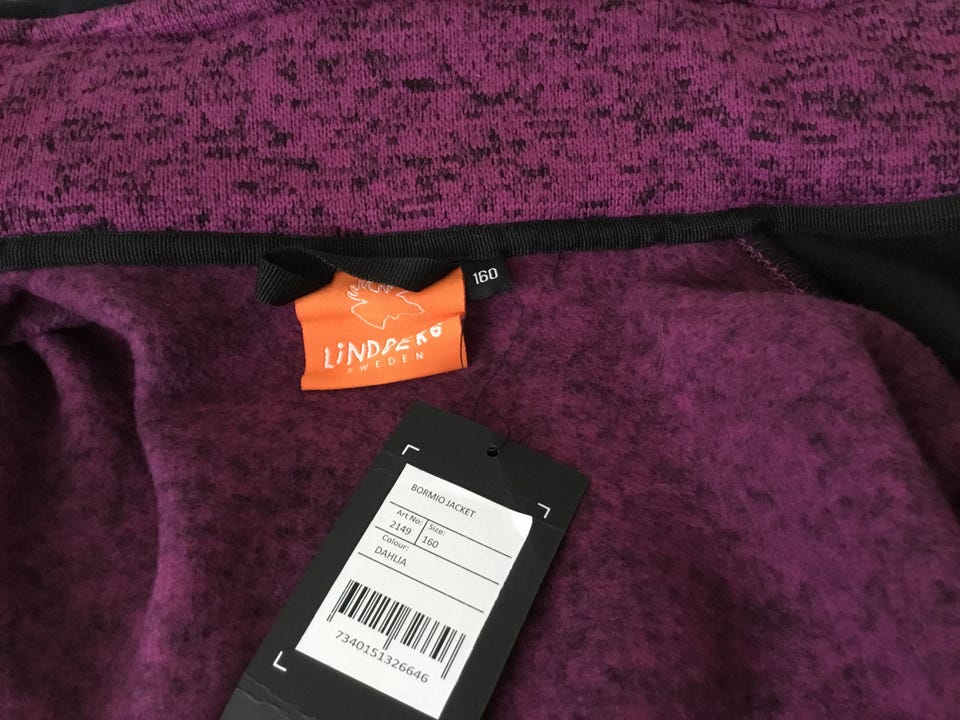 160
LINDBERG
SWEDEN
BORMIO JACKET
Art No: Size:
2149 160
Colour:
DAHLIA
7340151326646